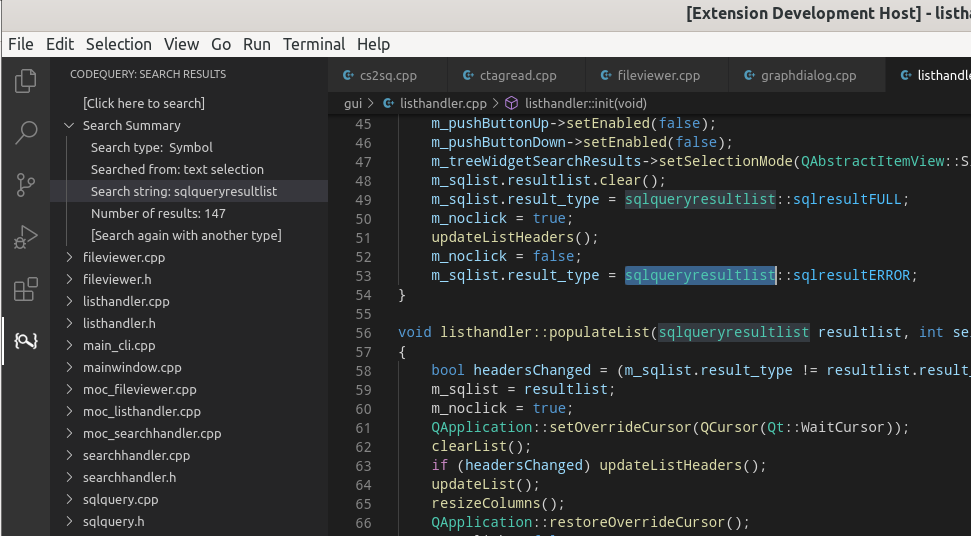 [Extension Development Host] - listha
File Edit Selection View Go Run Terminal Help
CODEQUERY: SEARCH RESULTS
[Click here to search]
Search Summary
Search type: Symbol
Searched from: text selection
Search string: sqlqueryresultlist
Number of results: 147
[Search again with another type]
fileviewer.cpp
fileviewer.h
listhandler.cpp
listhandler.h
main_cli.cpp
mainwindow.cpp
moc_fileviewer.cpp
moc_listhandler.cpp
moc_searchhandler.cpp
searchhandler.cpp
searchhandler.h
sqlquery.cpp
sqlquery.h
cs2sq.cpp ctagread.cpp fileviewer.cpp graphdialog.cpp listhandler
gui > listhandler.cpp > listhandler::init(void)
45 m_pushButtonUp->setEnabled(false);
46 m_pushButtonDown->setEnabled(false);
47 m_treeWidgetSearchResults->setSelectionMode(QAbstractItemView::S
48 m_sqlist.resultlist.clear();
49 m_sqlist.result_type = sqlqueryresultlist::sqlresultFULL;
50 m_noclick = true;
51 updateListHeaders();
52 m_noclick = false;
53 m_sqlist.result_type = sqlqueryresultlist::sqlresultERROR;
54 }
55
56 void listhandler::populateList(sqlqueryresultlist resultlist, int se
57 {
58 bool headersChanged = (m_sqlist.result_type != resultlist.result_
59 m_sqlist = resultlist;
60 m_noclick = true;
61 QApplication::setOverrideCursor(QCursor(Qt::WaitCursor));
62 clearList();
63 if (headersChanged) updateListHeaders();
64 updateList();
65 resizeColumns();
66 QApplication::restoreOverrideCursor();